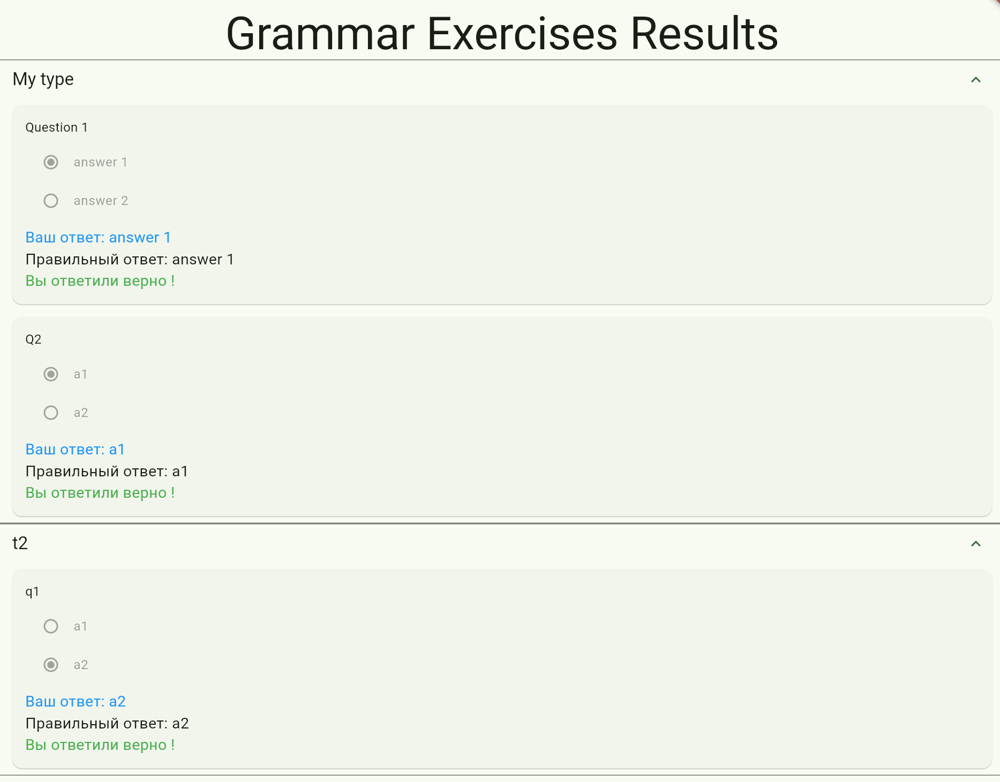 Grammar Exercises Results
My type
Question 1
answer 1
answer 2
Ваш ответ: answer 1
Правильный ответ: answer 1
Вы ответили верно !
Q2
a1
a2
Ваш ответ: a1
Правильный ответ: a1
Вы ответили верно !
t2
q1
a1
a2
Ваш ответ: a2
Правильный ответ: a2
Вы ответили верно !